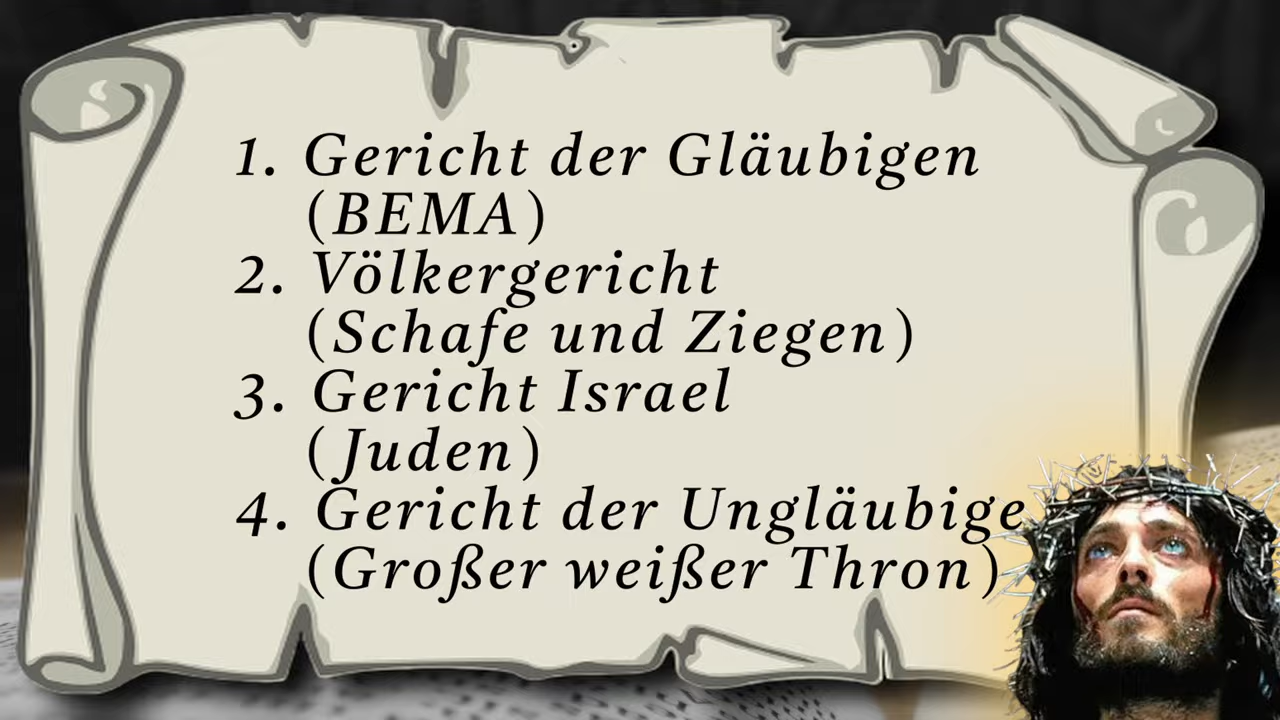 1. Gericht der Gläubigen
(BEMA)
2. Völkergericht
(Schafe und Ziegen)
3. Gericht Israel
(Juden)
4. Gericht der Ungläubige
(Großer weißer Thron)